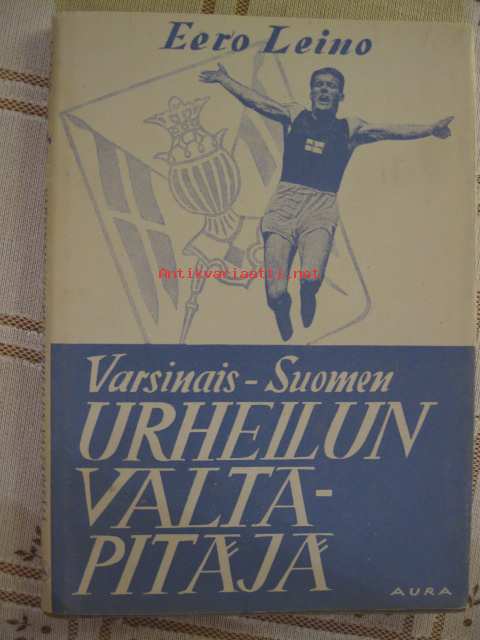 Eero Leino
Antikvariaatti.net
Varsinais-Suomen
URHEILUN
VALTA-
PITÄJÄ
AURA